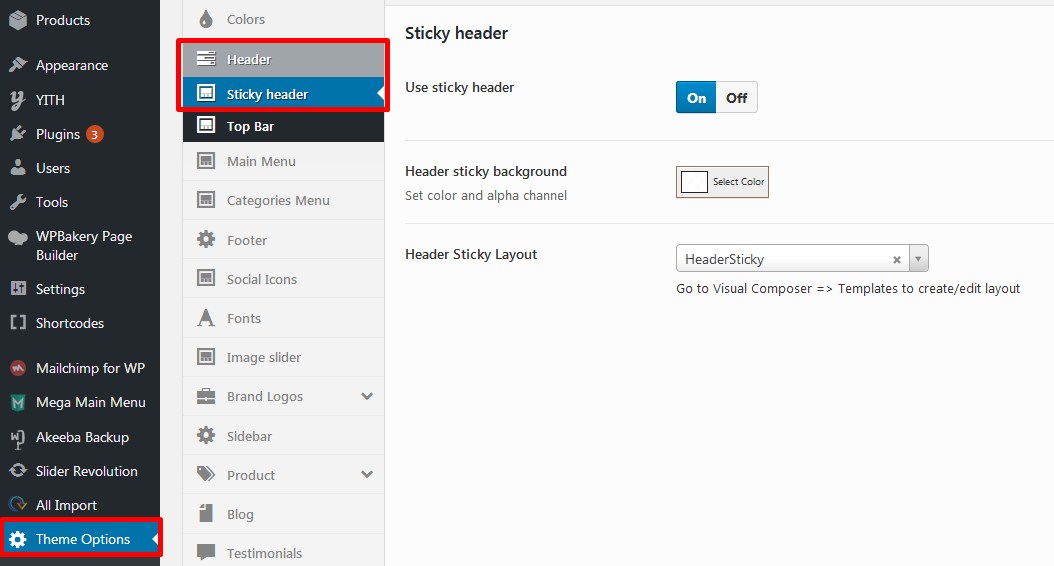 Products
Appearance
YITH
Plugins 3
Users
Tools
WPBakery Page
Builder
Settings
Shortcodes
Mailchimp for WP
Mega Main Menu
Akeeba Backup
Slider Revolution
All Import
Theme Options
Colors
Header
Sticky header
Top Bar
Main Menu
Categories Menu
Footer
Social Icons
Fonts
Image slider
Brand Logos
Sidebar
Product
Blog
Testimonials
Sticky header
Use sticky header
On Off
Header sticky background
Set color and alpha channel
Select Color
Header Sticky Layout
HeaderSticky
Go to Visual Composer => Templates to create/edit layout